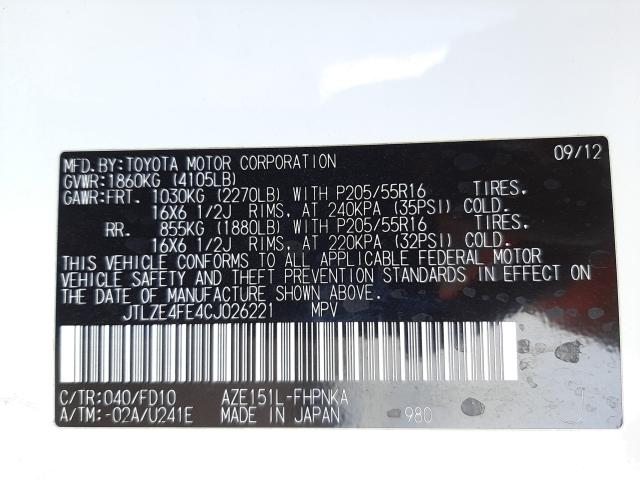 MFD.BY:TOYOTA MOTOR CORPORATION 09/12
GVWR:1860KG (4105LB)
GAWR:FRT. 1030KG (2270LB) WITH P205/55R16 TIRES.
16X6 1/2J RIMS, AT 240KPA (35PSI) COLD.
RR. 855KG (1880LB) WITH P205/55R16 TIRES.
16X6 1/2J RIMS, AT 220KPA (32PSI) COLD.
THIS VEHICLE CONFORMS TO ALL APPLICABLE FEDERAL MOTOR
VEHICLE SAFETY AND THEFT PREVENTION STANDARDS IN EFFECT ON
THE DATE OF MANUFACTURE SHOWN ABOVE.
JTLZE4FE4CJ026221 MPV
C/TR:040/FD10 AZE151L-FHPNKA
A/TM:-02A/U241E MADE IN JAPAN 980 J